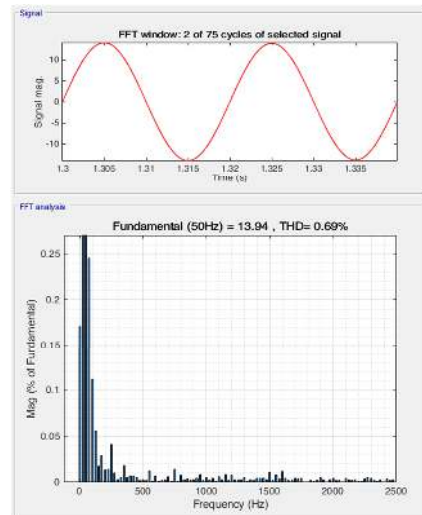 Signal
FFT window: 2 of 75 cycles of selected signal
10
5
0
-5
-10
Signal mag.
1.3 1.305 1.31 1.315 1.32 1.325 1.33 1.335
Time (s)
FFT analysis
Fundamental (50Hz) = 13.94 , THD= 0.69%
0.25
0.2
0.15
0.1
0.05
0
Mag (% of Fundamental)
0 500 1000 1500 2000 2500
Frequency (Hz)